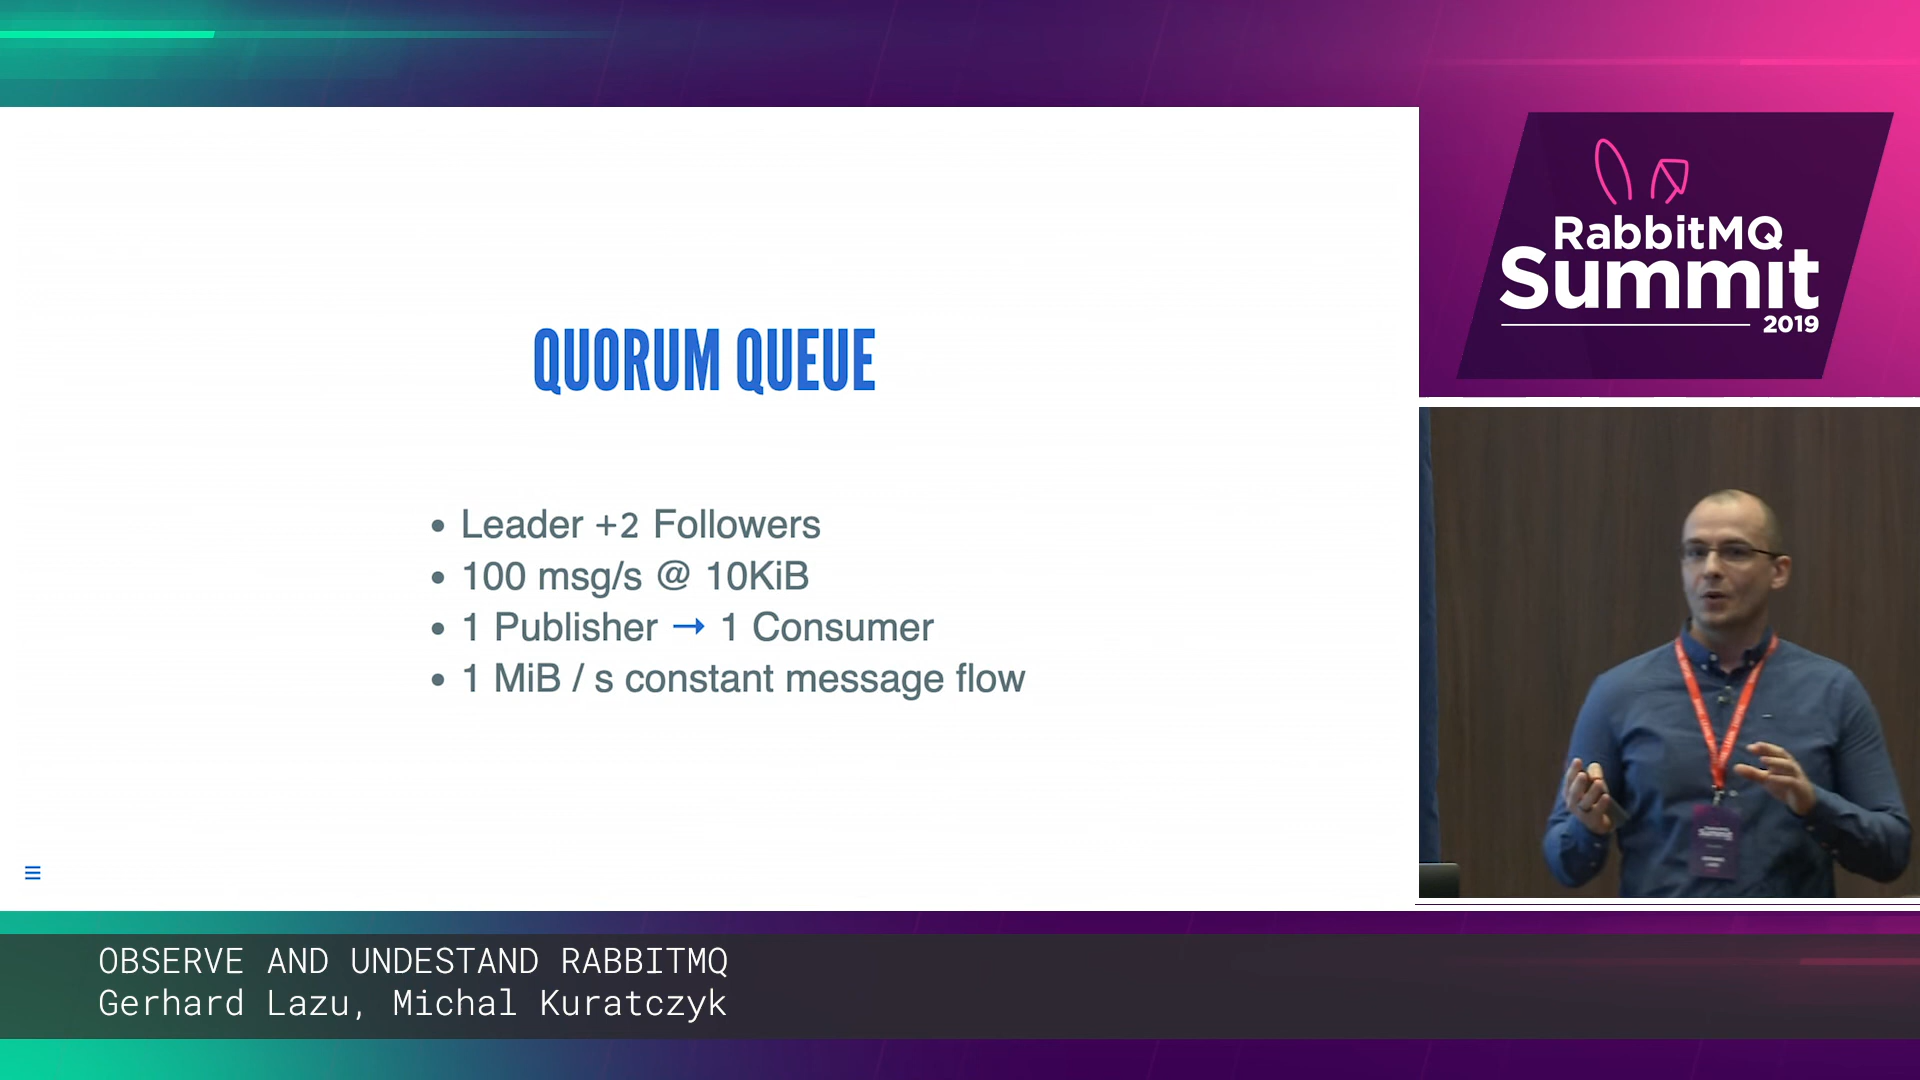 RabbitMQ
Summit
2019
QUORUM QUEUE
• Leader +2 Followers
• 100 msg/s @ 10KiB
• 1 Publisher → 1 Consumer
• 1 MiB / s constant message flow
Summit
OBSERVE AND UNDESTAND RABBITMQ
Gerhard Lazu, Michal Kuratczyk